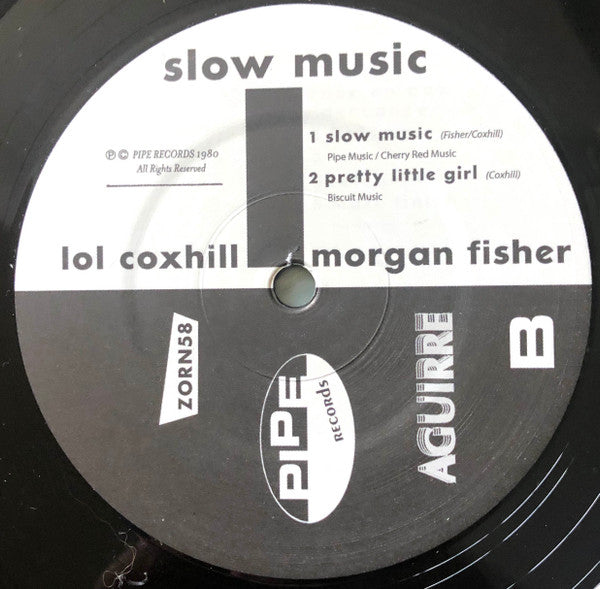 slow music
1 slow music (Fisher/Coxhill)
Pipe Music / Cherry Red Music
2 pretty little girl (Coxhill)
Biscuit Music
℗ © PIPE RECORDS 1980
All Rights Reserved
lol coxhill
morgan fisher
ZORN58
PIPE
RECORDS
AGUIRRE
B